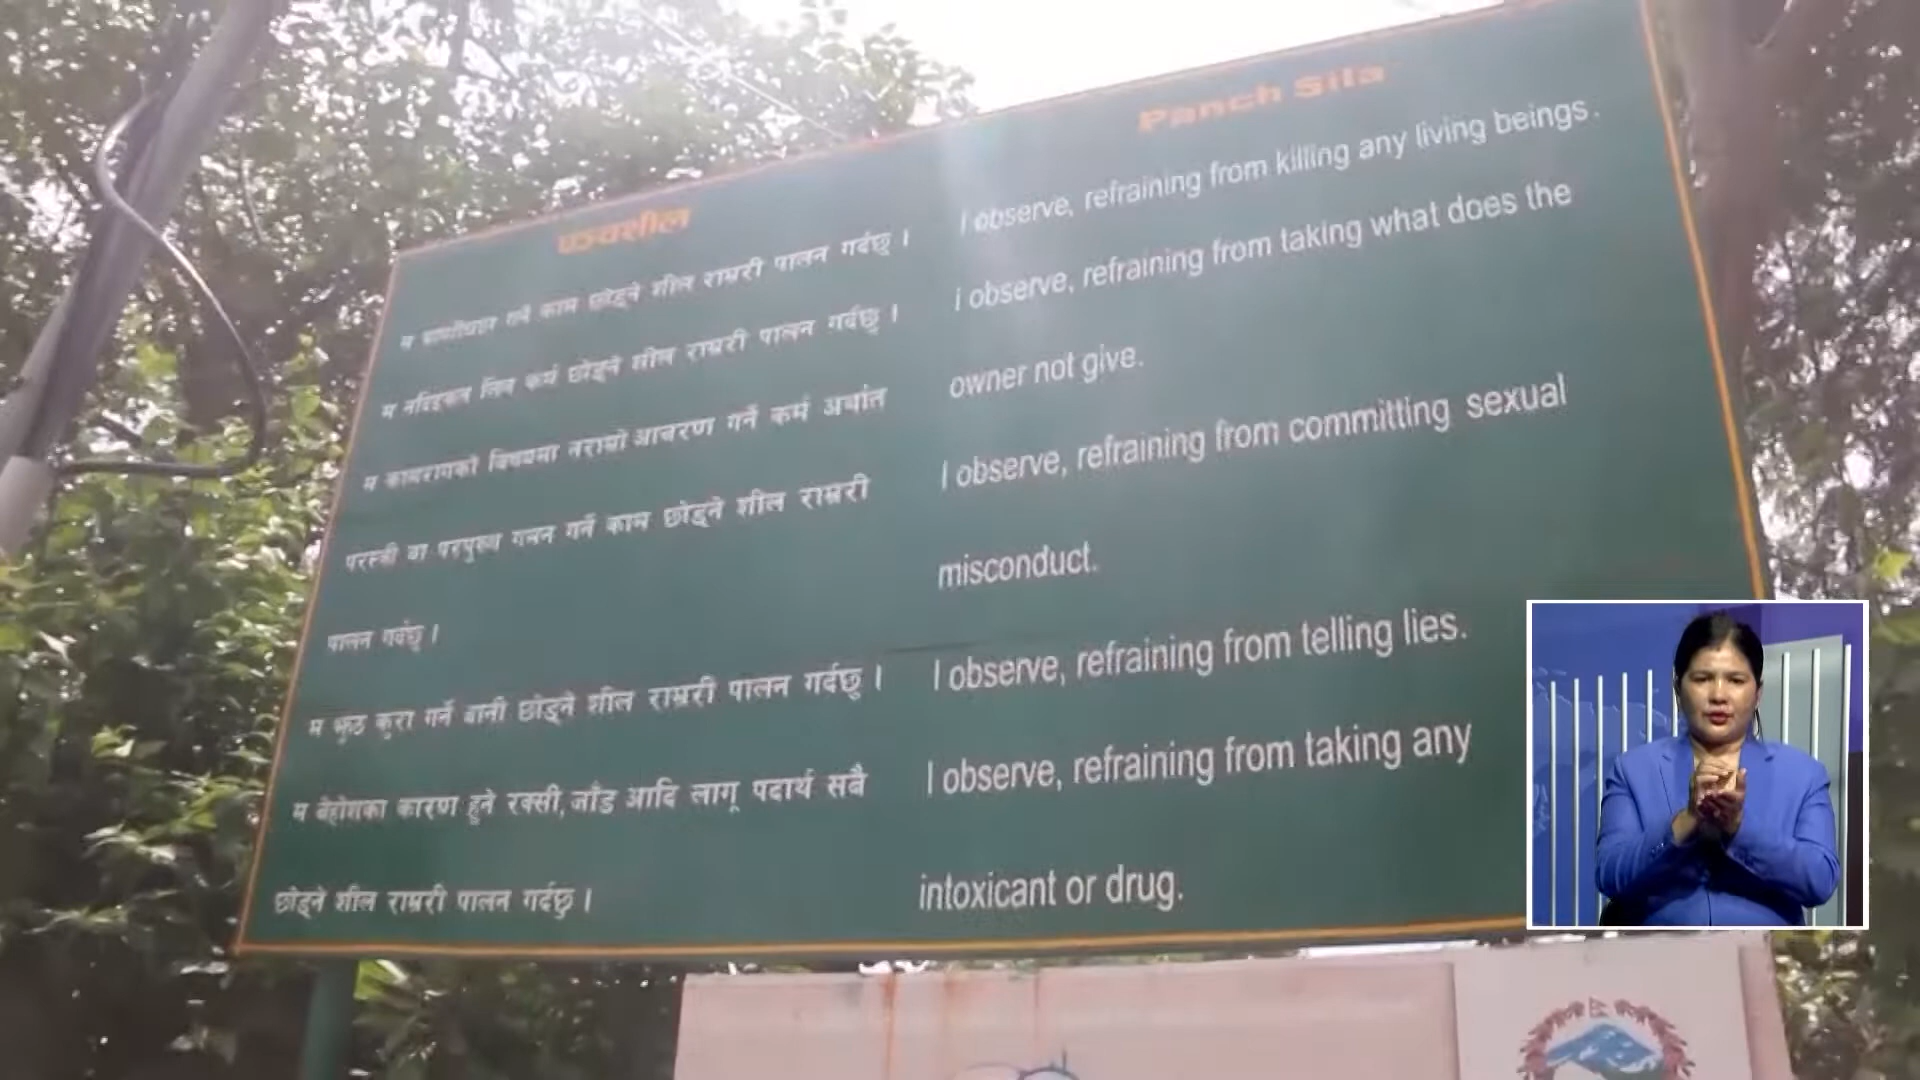 पञ्चशील
म प्राणीघात गर्ने काम छोड्ने शील राम्ररी पालन गर्दछु ।
म नदिइकन लिने कर्म छोड्ने शील राम्ररी पालन गर्दछु ।
म कामरागको विषयमा नराम्रो आचरण गर्ने कर्म अर्थात
परस्त्री वा परपुरुष गमन गर्ने काम छोड्ने शील राम्ररी
पालन गर्दछु ।
म झुठ कुरा गर्ने बानी छोड्ने शील राम्ररी पालन गर्दछु ।
म बेहोशका कारण हुने रक्सी, जाँड आदि लागू पदार्थ सबै
छोड्ने शील राम्ररी पालन गर्दछु ।
Panch Sila
I observe, refraining from killing any living beings.
i observe, refraining from taking what does the
owner not give.
I observe, refraining from committing sexual
misconduct.
I observe, refraining from telling lies.
I observe, refraining from taking any
intoxicant or drug.